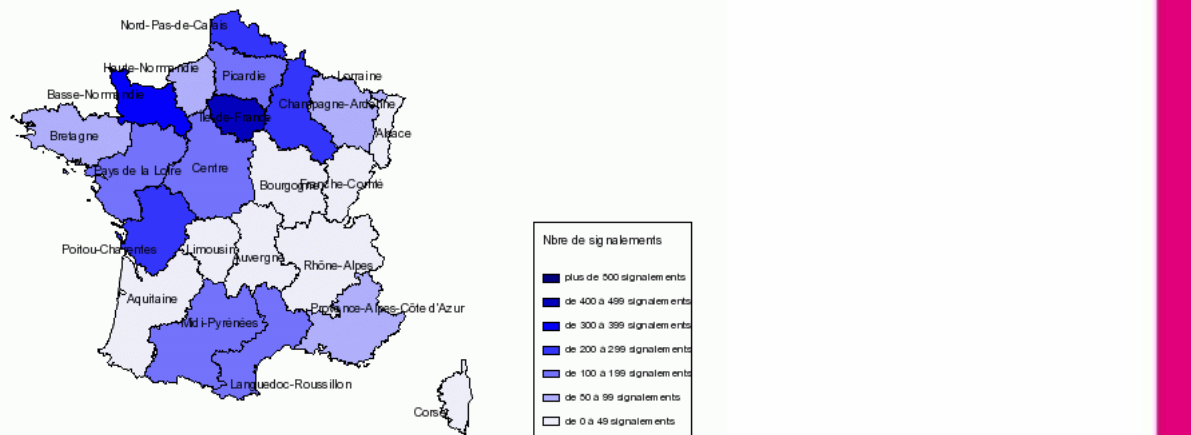 Nord-Pas-de-Calais
Haute-Normandie
Picardie
Lorraine
Basse-Normandie
Champagne-Ardenne
Ile-de-France
Bretagne
Alsace
Pays de la Loire
Centre
Bourgogne
Franche-Comté
Poitou-Charentes
Limousin
Auvergne
Rhône-Alpes
Aquitaine
Provence-Alpes-Côte d'Azur
Midi-Pyrénées
Languedoc-Roussillon
Corse
Nbre de signalements
plus de 500 signalements
de 400 à 499 signalements
de 300 à 399 signalements
de 200 à 299 signalements
de 100 à 199 signalements
de 50 à 99 signalements
de 0 à 49 signalements